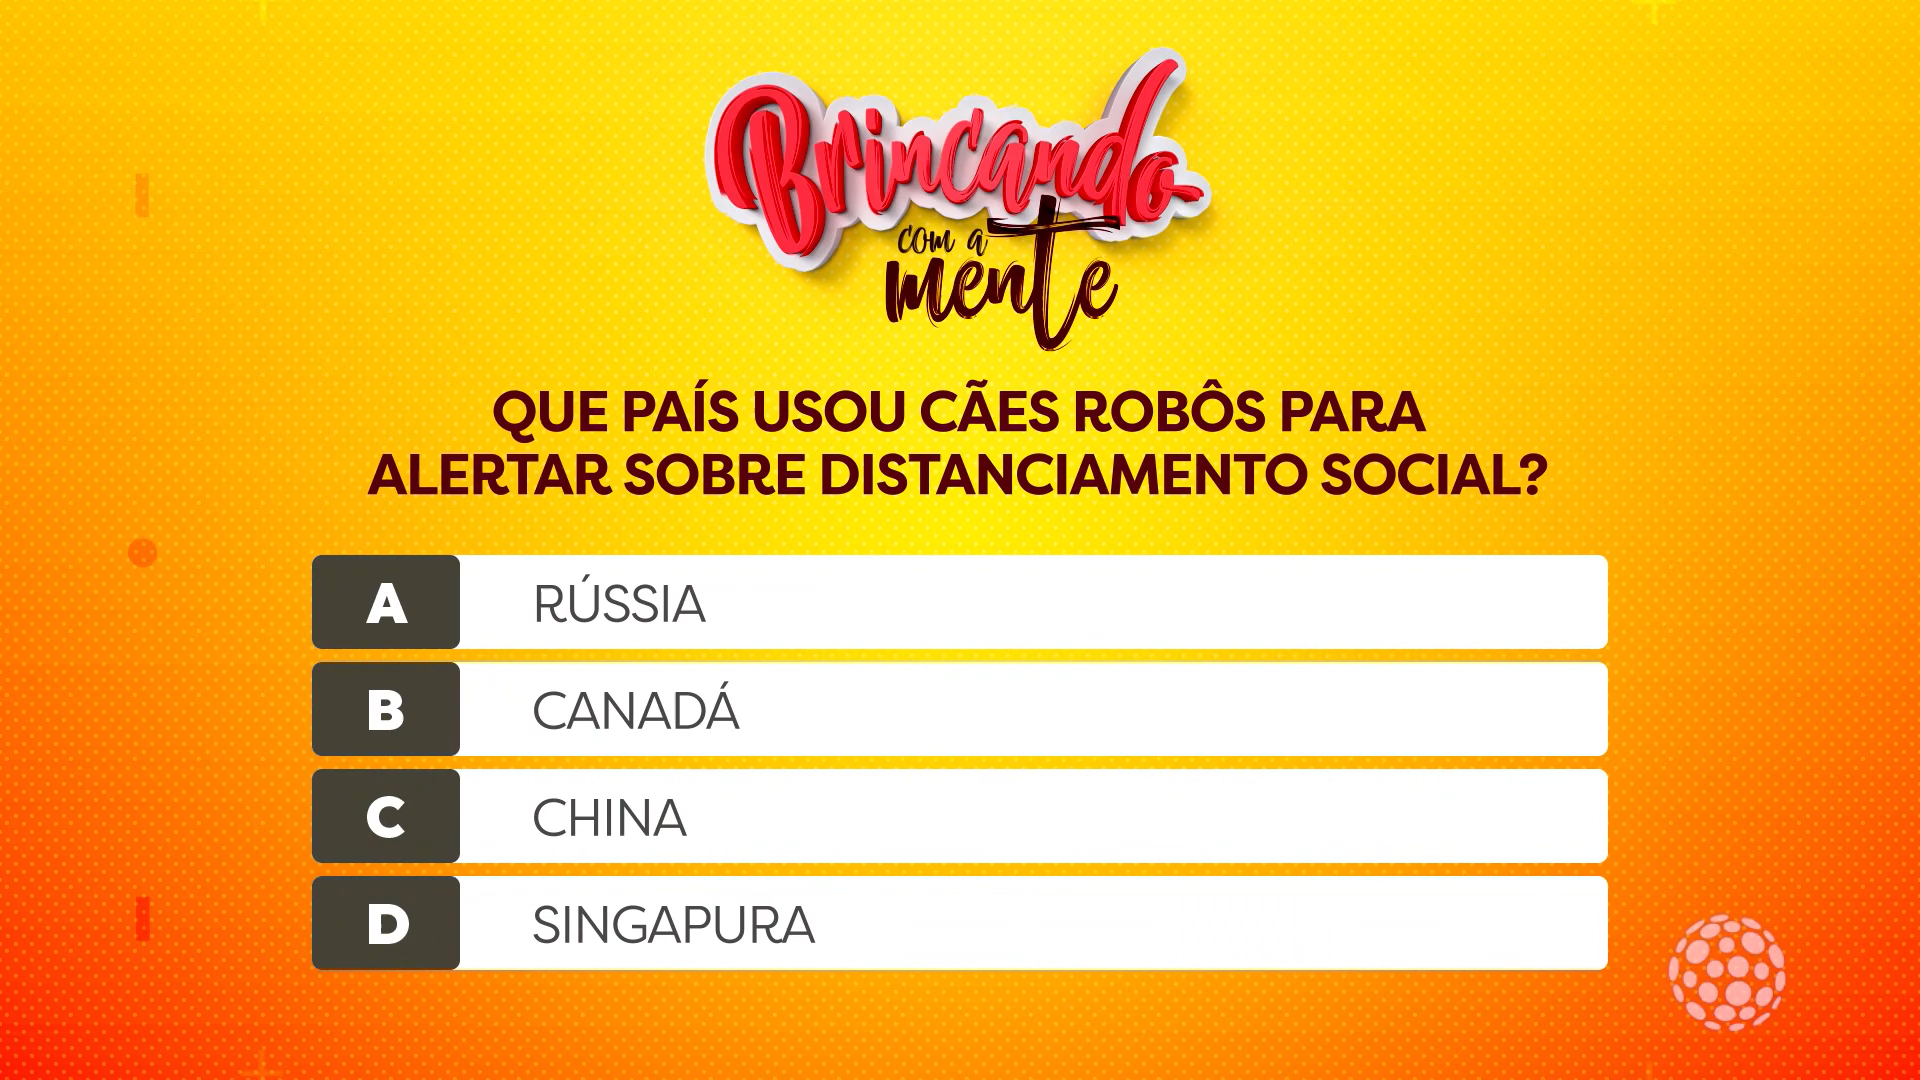 Brincando
com a
mente
QUE PAÍS USOU CÃES ROBÔS PARA
ALERTAR SOBRE DISTANCIAMENTO SOCIAL?
A RÚSSIA
B CANADÁ
C CHINA
D SINGAPURA